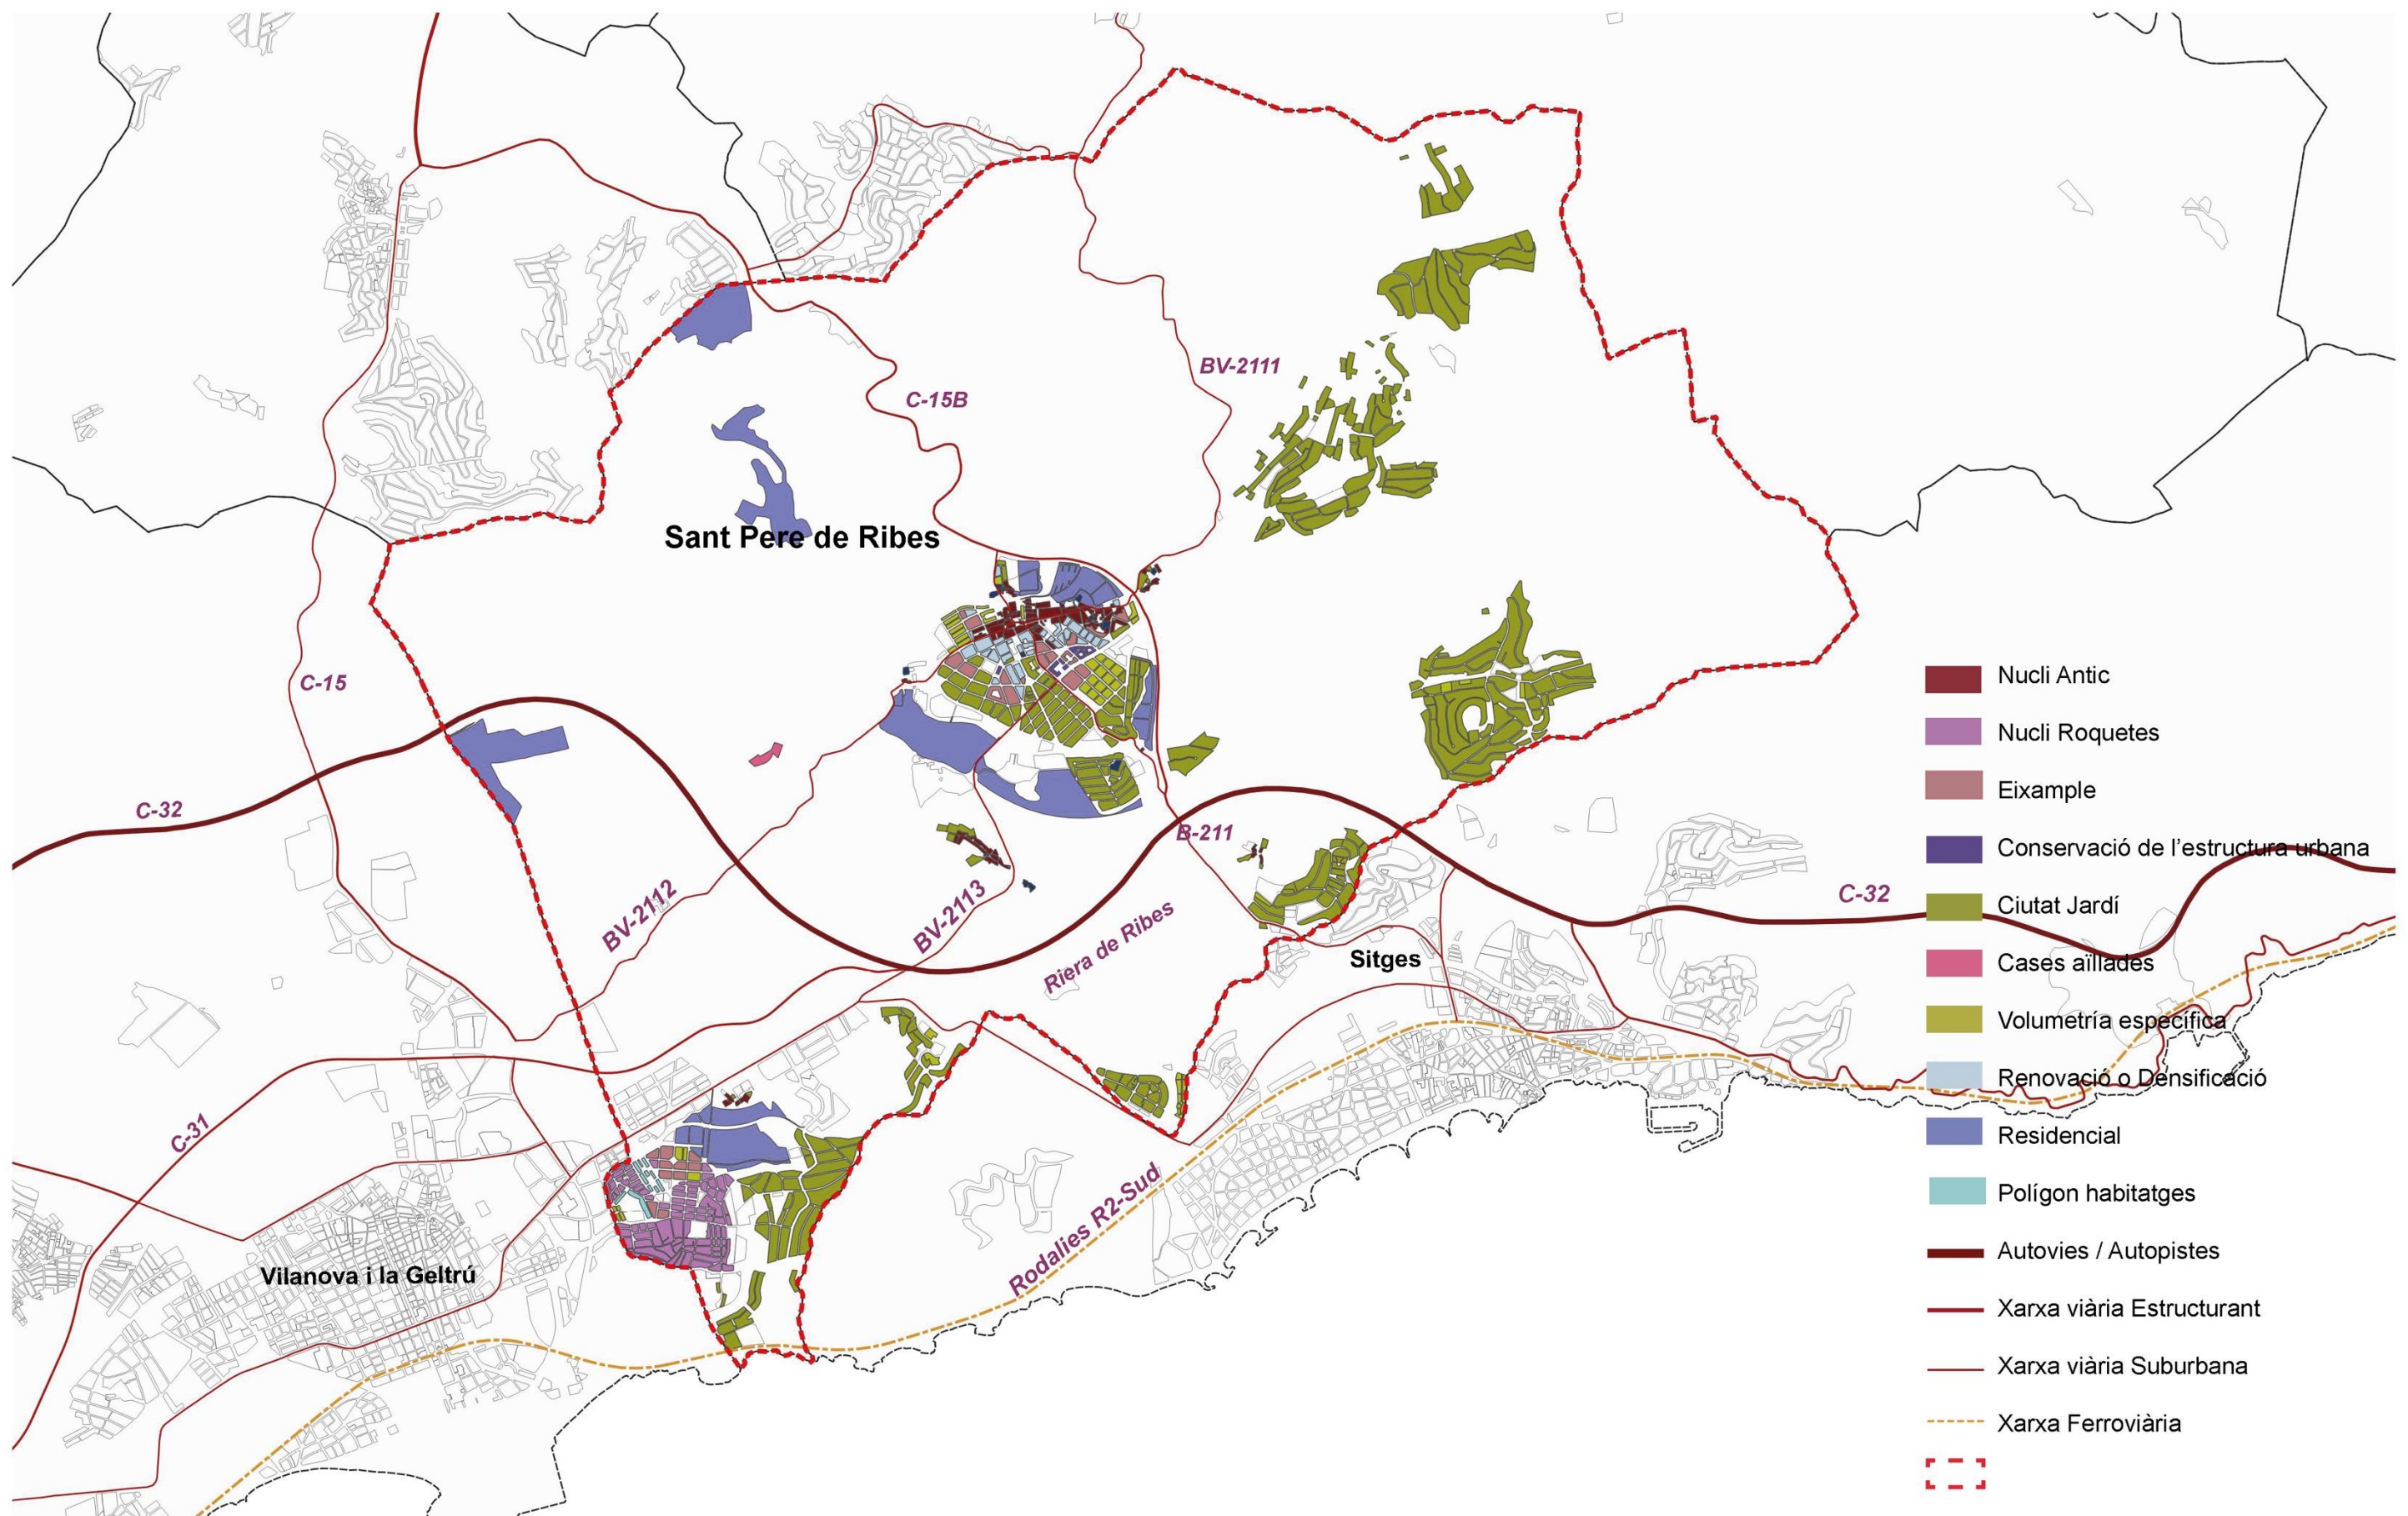 BV-2111
C-15B
Sant Pere de Ribes
C-15
C-32
B-211
BV-2112
BV-2113
Riera de Ribes
Sitges
C-32
C-31
Rodalies R2-Sud
Vilanova i la Geltrú
Nucli Antic
Nucli Roquetes
Eixample
Conservació de l'estructura urbana
Ciutat Jardí
Cases aïllades
Volumetría específica
Renovació o Densificació
Residencial
Polígon habitatges
Autovies / Autopistes
Xarxa viària Estructurant
Xarxa viària Suburbana
Xarxa Ferroviària